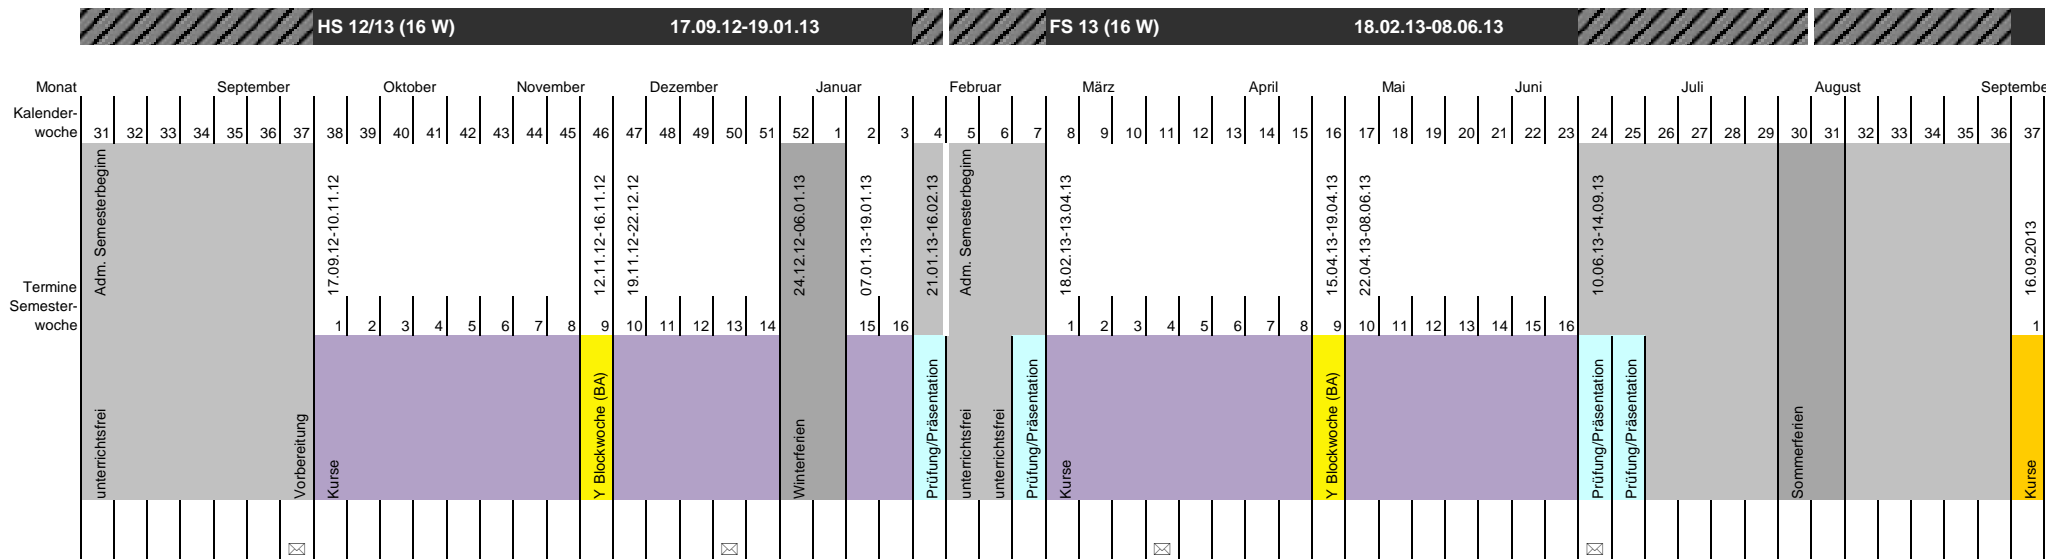 HS 12/13 (16 W) 17.09.12-19.01.13 FS 13 (16 W) 18.02.13-08.06.13
Monat September Oktober November Dezember Januar Februar März April Mai Juni Juli August Septembe
Kalender-
woche 31 32 33 34 35 36 37 38 39 40 41 42 43 44 45 46 47 48 49 50 51 52 1 2 3 4 5 6 7 8 9 10 11 12 13 14 15 16 17 18 19 20 21 22 23 24 25 26 27 28 29 30 31 32 33 34 35 36 37
Termine Adm. Semesterbeginn 17.09.12-10.11.12 12.11.12-16.11.12 19.11.12-22.12.12 24.12.12-06.01.13 07.01.13-19.01.13 21.01.13-16.02.13 Adm. Semesterbeginn 18.02.13-13.04.13 15.04.13-19.04.13 22.04.13-08.06.13 10.06.13-14.09.13 16.09.2013
Semester-
woche 1 2 3 4 5 6 7 8 9 10 11 12 13 14 15 16 1 2 3 4 5 6 7 8 9 10 11 12 13 14 15 16 1
unterrichtsfrei Vorbereitung Kurse Y Blockwoche (BA) Winterferien Prüfung/Präsentation unterrichtsfrei unterrichtsfrei Prüfung/Präsentation Kurse Y Blockwoche (BA) Prüfung/Präsentation Prüfung/Präsentation Sommerferien Kurse